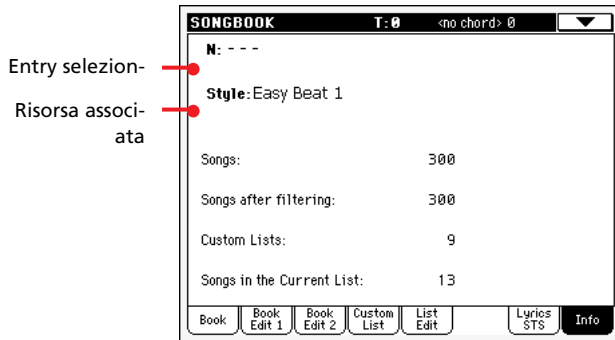 SONGBOOK T:0 <no chord> 0
N: - - -
Entry selezion-
Style:Easy Beat 1
Risorsa associ-
ata
Songs: 300
Songs after filtering: 300
Custom Lists: 9
Songs in the Current List: 13
Book Book Edit 1 Book Edit 2 Custom List List Edit Lyrics STS Info